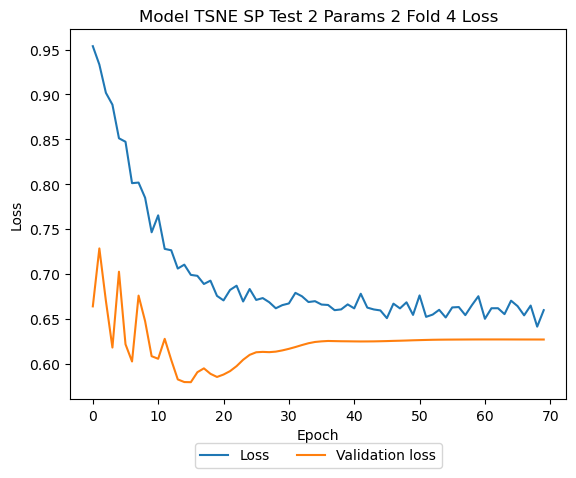 Model TSNE SP Test 2 Params 2 Fold 4 Loss
0.95
0.90
0.85
0.80
0.75
0.70
0.65
0.60
Loss
0 10 20 30 40 50 60 70
Epoch
Loss Validation loss